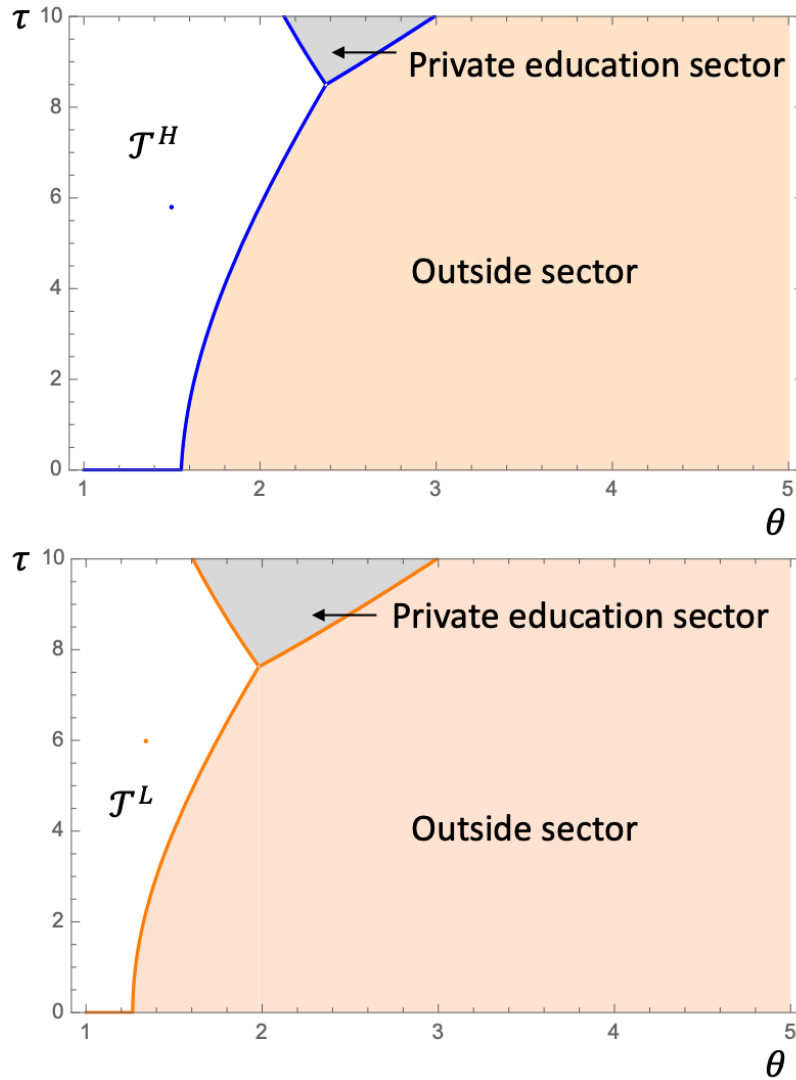 τ
10
8
6
4
2
0
Private education sector
𝒯^H
Outside sector
1
2
3
4
5
θ
τ
10
8
6
4
2
0
Private education sector
𝒯^L
Outside sector
1
2
3
4
5
θ